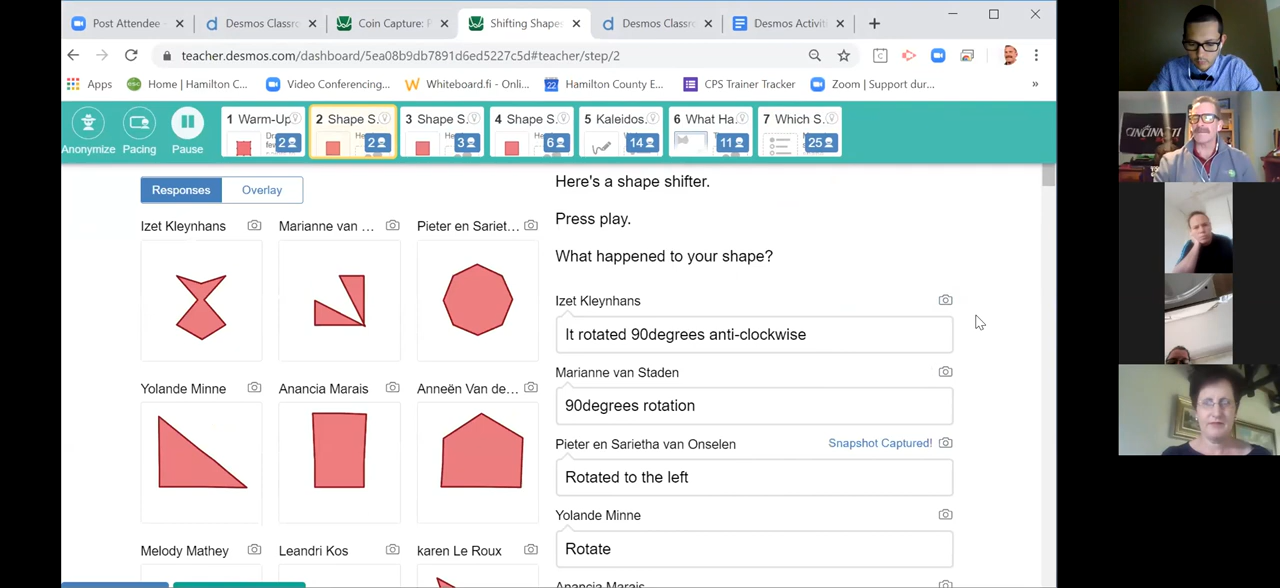 Post Attendee -
Desmos Classr
Coin Capture: P
Shifting Shape
Desmos Classr
Desmos Activit
teacher.desmos.com/dashboard/5ea08b9db7891d6ed5227c5d#teacher/step/2
Apps
Home | Hamilton C...
Video Conferencing...
Whiteboard.fi - Onli...
Hamilton County E...
CPS Trainer Tracker
Zoom | Support dur...
»
Anonymize
Pacing
Pause
1 Warm-Up
2
2 Shape S.
2
3 Shape S.
3
4 Shape S.
6
5 Kaleidos.
14
6 What Ha.
11
7 Which S.
25
CINCINNATI
Responses
Overlay
Izet Kleynhans
Marianne van ...
Pieter en Sariet...
Yolande Minne
Anancia Marais
Anneën Van de...
Melody Mathey
Leandri Kos
karen Le Roux
Here's a shape shifter.
Press play.
What happened to your shape?
Izet Kleynhans
It rotated 90degrees anti-clockwise
Marianne van Staden
90degrees rotation
Pieter en Sarietha van Onselen
Snapshot Captured!
Rotated to the left
Yolande Minne
Rotate
Anancia Marais